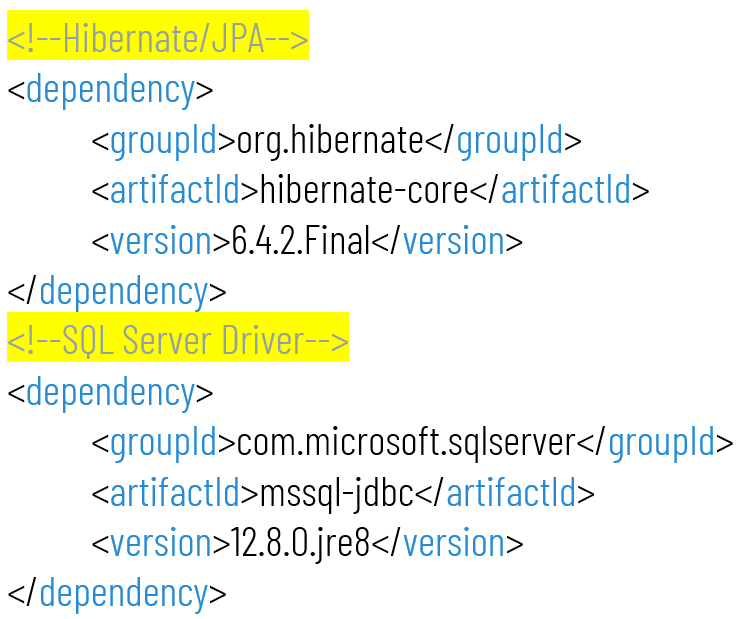 <!--Hibernate/JPA-->
<dependency>
<groupId>org.hibernate</groupId>
<artifactId>hibernate-core</artifactId>
<version>6.4.2.Final</version>
</dependency>
<!--SQL Server Driver-->
<dependency>
<groupId>com.microsoft.sqlserver</groupId>
<artifactId>mssql-jdbc</artifactId>
<version>12.8.0.jre8</version>
</dependency>